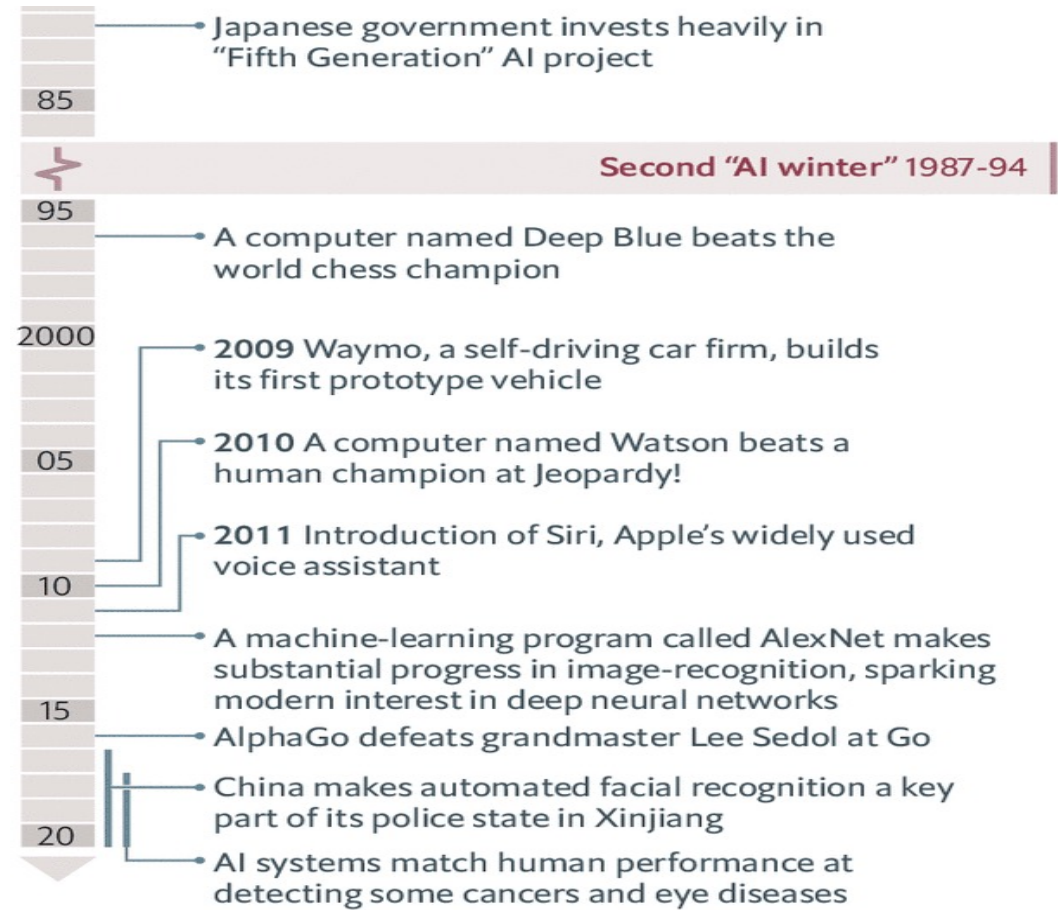 Japanese government invests heavily in
“Fifth Generation” AI project
85
Second “AI winter” 1987-94
95
A computer named Deep Blue beats the
world chess champion
2000
2009 Waymo, a self-driving car firm, builds
its first prototype vehicle
2010 A computer named Watson beats a
human champion at Jeopardy!
05
2011 Introduction of Siri, Apple’s widely used
voice assistant
10
A machine-learning program called AlexNet makes
substantial progress in image-recognition, sparking
modern interest in deep neural networks
15
AlphaGo defeats grandmaster Lee Sedol at Go
China makes automated facial recognition a key
part of its police state in Xinjiang
20
AI systems match human performance at
detecting some cancers and eye diseases